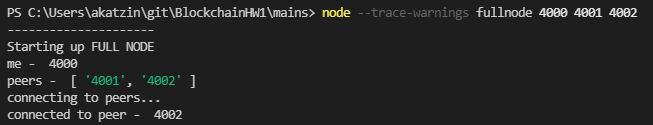 PS C:\Users\akatzin\git\BlockchainHW1\mains> node --trace-warnings fullnode 4000 4001 4002
---------------------
Starting up FULL NODE
me -  4000
peers -  [ '4001', '4002' ]
connecting to peers...
connected to peer -  4002